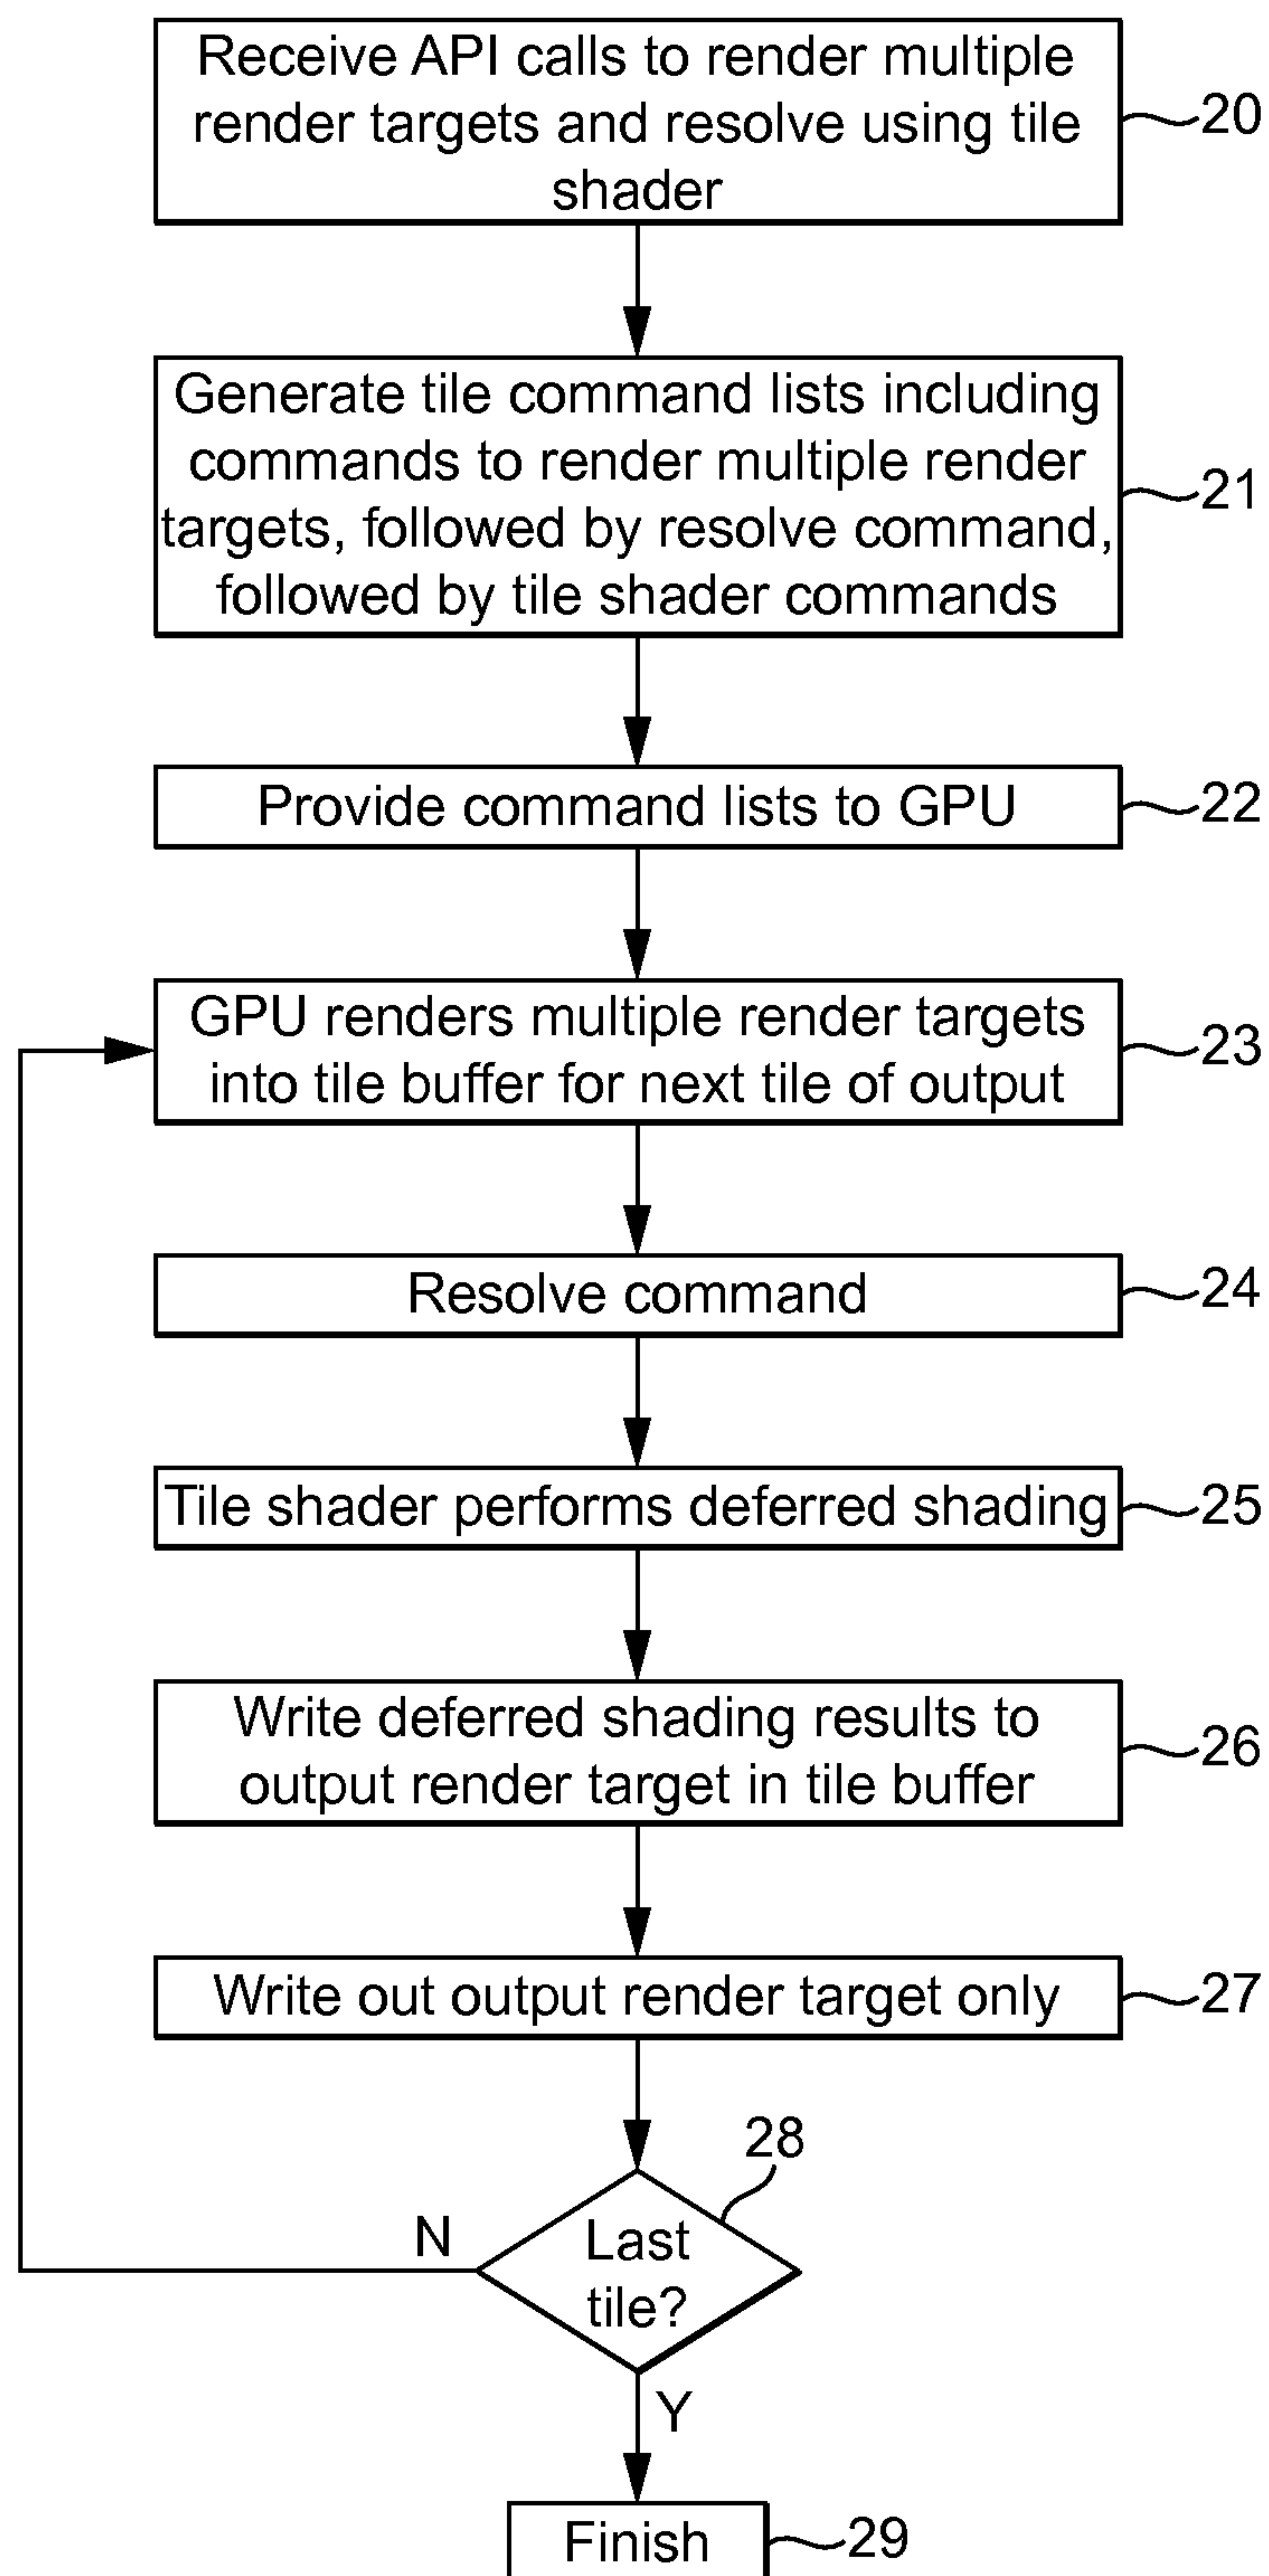 Receive API calls to render multiple
render targets and resolve using tile
shader
20
Generate tile command lists including
commands to render multiple render
targets, followed by resolve command,
followed by tile shader commands
21
Provide command lists to GPU
22
GPU renders multiple render targets
into tile buffer for next tile of output
23
Resolve command
24
Tile shader performs deferred shading
25
Write deferred shading results to
output render target in tile buffer
26
Write out output render target only
27
28
Last
tile?
N
Y
Finish
29